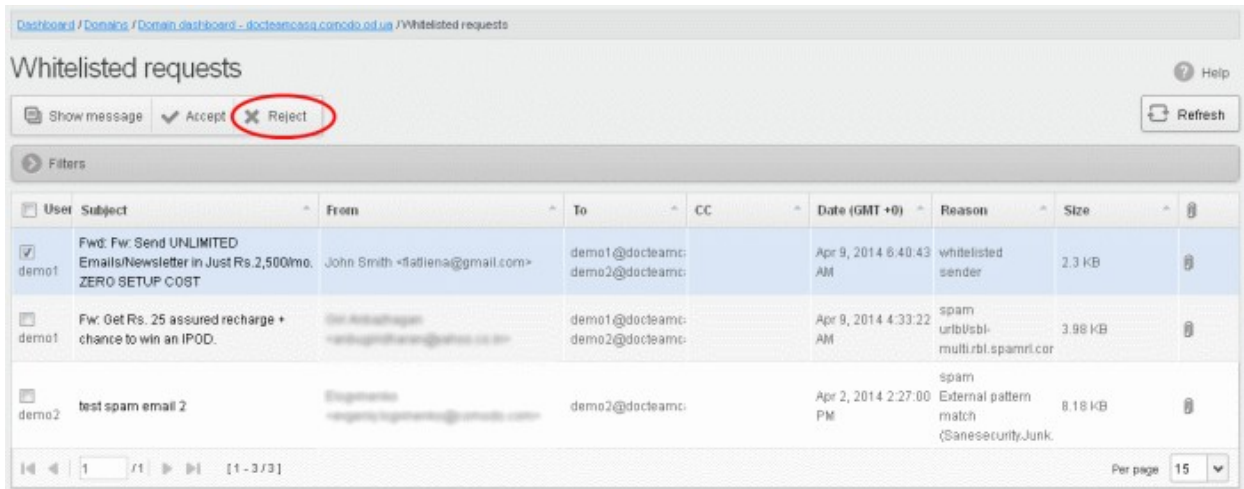 Dashboard / Domains / Domain dashboard - docteamcasg.comodo.od.ua / Whitelisted requests
Whitelisted requests
Help
Show message Accept Reject
Refresh
Filters
User Subject From To CC Date (GMT +0) Reason Size
demo1
Fwd: Fw: Send UNLIMITED
Emails/Newsletter in Just Rs.2,500/mo.
ZERO SETUP COST
John Smith <flatliena@gmail.com>
demo1@docteamc
demo2@docteamc
Apr 9, 2014 6:40:43
AM
whitelisted
sender
2.3 KB
demo1
Fw: Get Rs. 25 assured recharge +
chance to win an IPOD.
demo1@docteamc
demo2@docteamc
Apr 9, 2014 4:33:22
AM
spam
urlbl/sbl-
multi.rbl.spamrl.cor
3.98 KB
demo2
test spam email 2
demo2@docteamc
Apr 2, 2014 2:27:00
PM
spam
External pattern
match
(Sanesecurity.Junk.
8.18 KB
1 /1 [1 - 3 / 3]
Per page 15